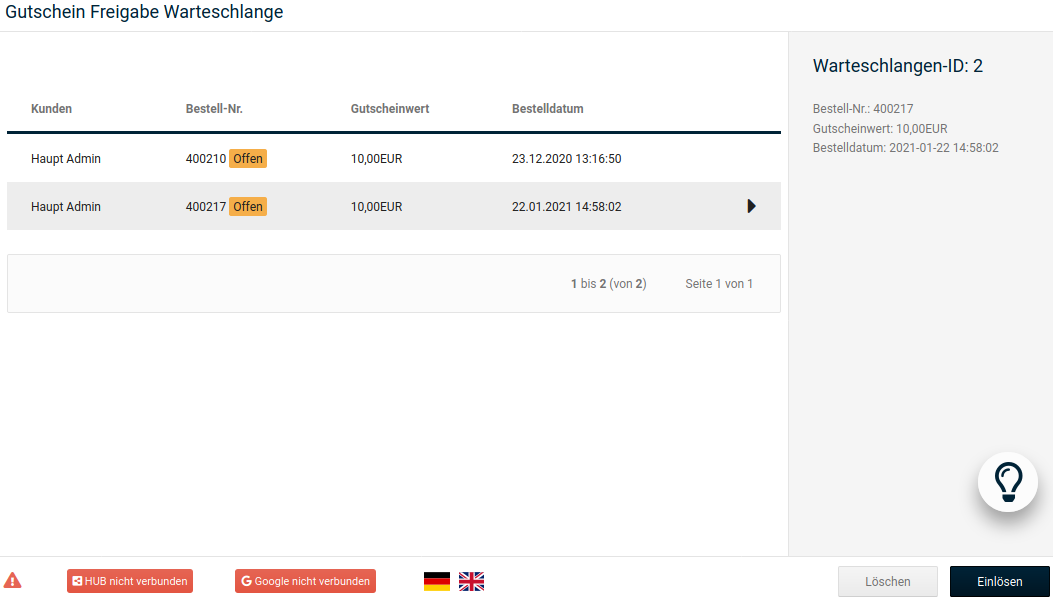 Gutschein Freigabe Warteschlange
Kunden Bestell-Nr. Gutscheinwert Bestelldatum
Haupt Admin 400210 Offen 10,00EUR 23.12.2020 13:16:50
Haupt Admin 400217 Offen 10,00EUR 22.01.2021 14:58:02
1 bis 2 (von 2) Seite 1 von 1
Warteschlangen-ID: 2
Bestell-Nr.: 400217
Gutscheinwert: 10,00EUR
Bestelldatum: 2021-01-22 14:58:02
HUB nicht verbunden Google nicht verbunden Löschen Einlösen